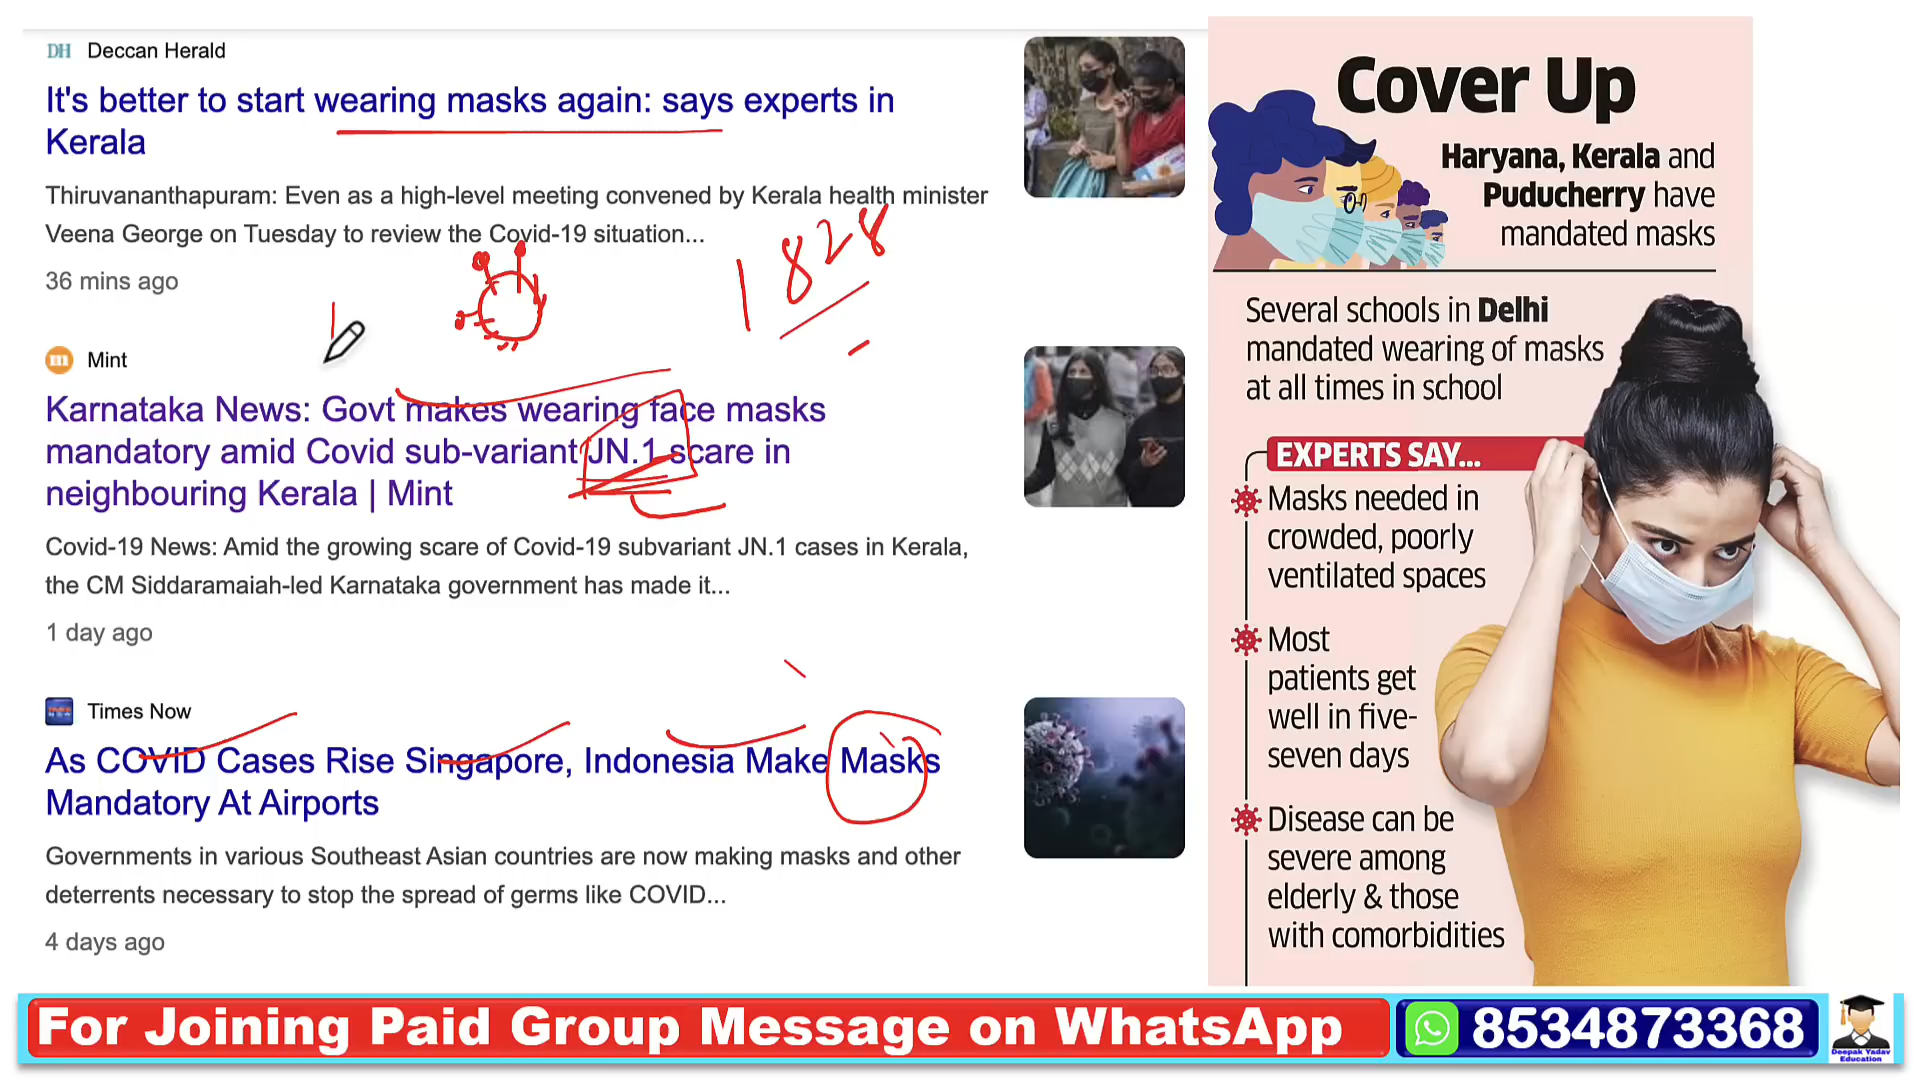 DH Deccan Herald
It's better to start wearing masks again: says experts in
Kerala
Thiruvananthapuram: Even as a high-level meeting convened by Kerala health minister
Veena George on Tuesday to review the Covid-19 situation...
36 mins ago
1828
m Mint
Karnataka News: Govt makes wearing face masks
mandatory amid Covid sub-variant JN.1 scare in
neighbouring Kerala | Mint
Covid-19 News: Amid the growing scare of Covid-19 subvariant JN.1 cases in Kerala,
the CM Siddaramaiah-led Karnataka government has made it...
1 day ago
Times Now
As COVID Cases Rise Singapore, Indonesia Make Masks
Mandatory At Airports
Governments in various Southeast Asian countries are now making masks and other
deterrents necessary to stop the spread of germs like COVID...
4 days ago
Cover Up
Haryana, Kerala and
Puducherry have
mandated masks
Several schools in Delhi
mandated wearing of masks
at all times in school
EXPERTS SAY...
Masks needed in
crowded, poorly
ventilated spaces
Most
patients get
well in five-
seven days
Disease can be
severe among
elderly & those
with comorbidities
For Joining Paid Group Message on WhatsApp
8534873368
Deepak Yadav
Education